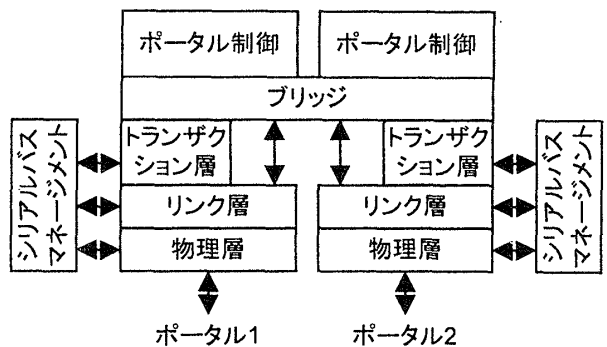 ポータル制御
ポータル制御
ブリッジ
シリアルバス
マネージメント
トランザク
ション層
トランザク
ション層
シリアルバス
マネージメント
リンク層
リンク層
物理層
物理層
ポータル1
ポータル2